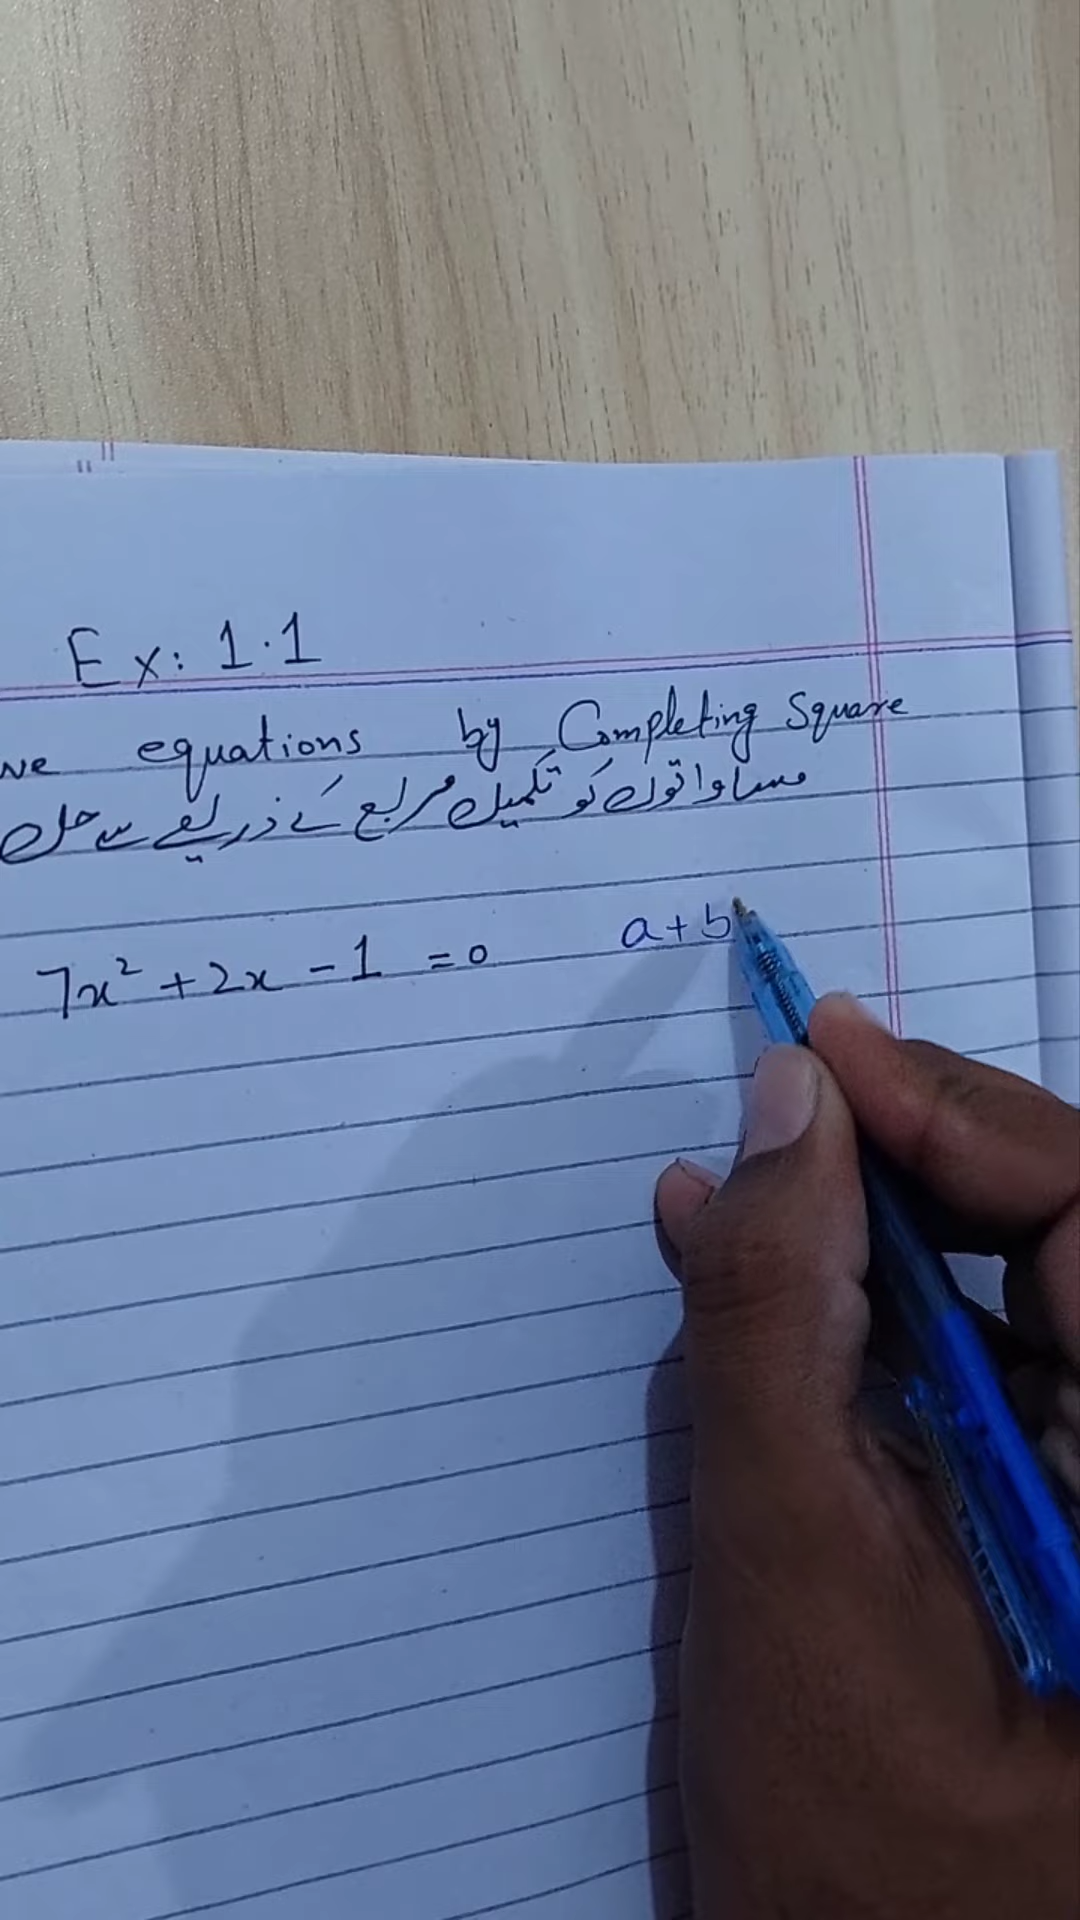 Ex: 1.1
ve equations by Completing Square
مساواتوں کو تکمیل مربع کے ذریعے سے حل
7x² + 2x - 1 = 0
a + b